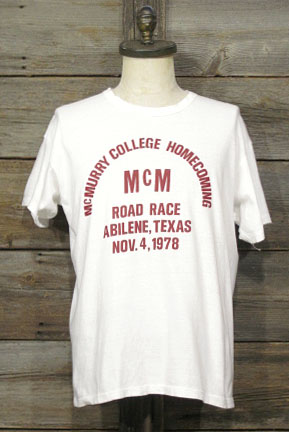 McMURRY COLLEGE HOMECOMING
McM
ROAD RACE
ABILENE, TEXAS
NOV. 4, 1978